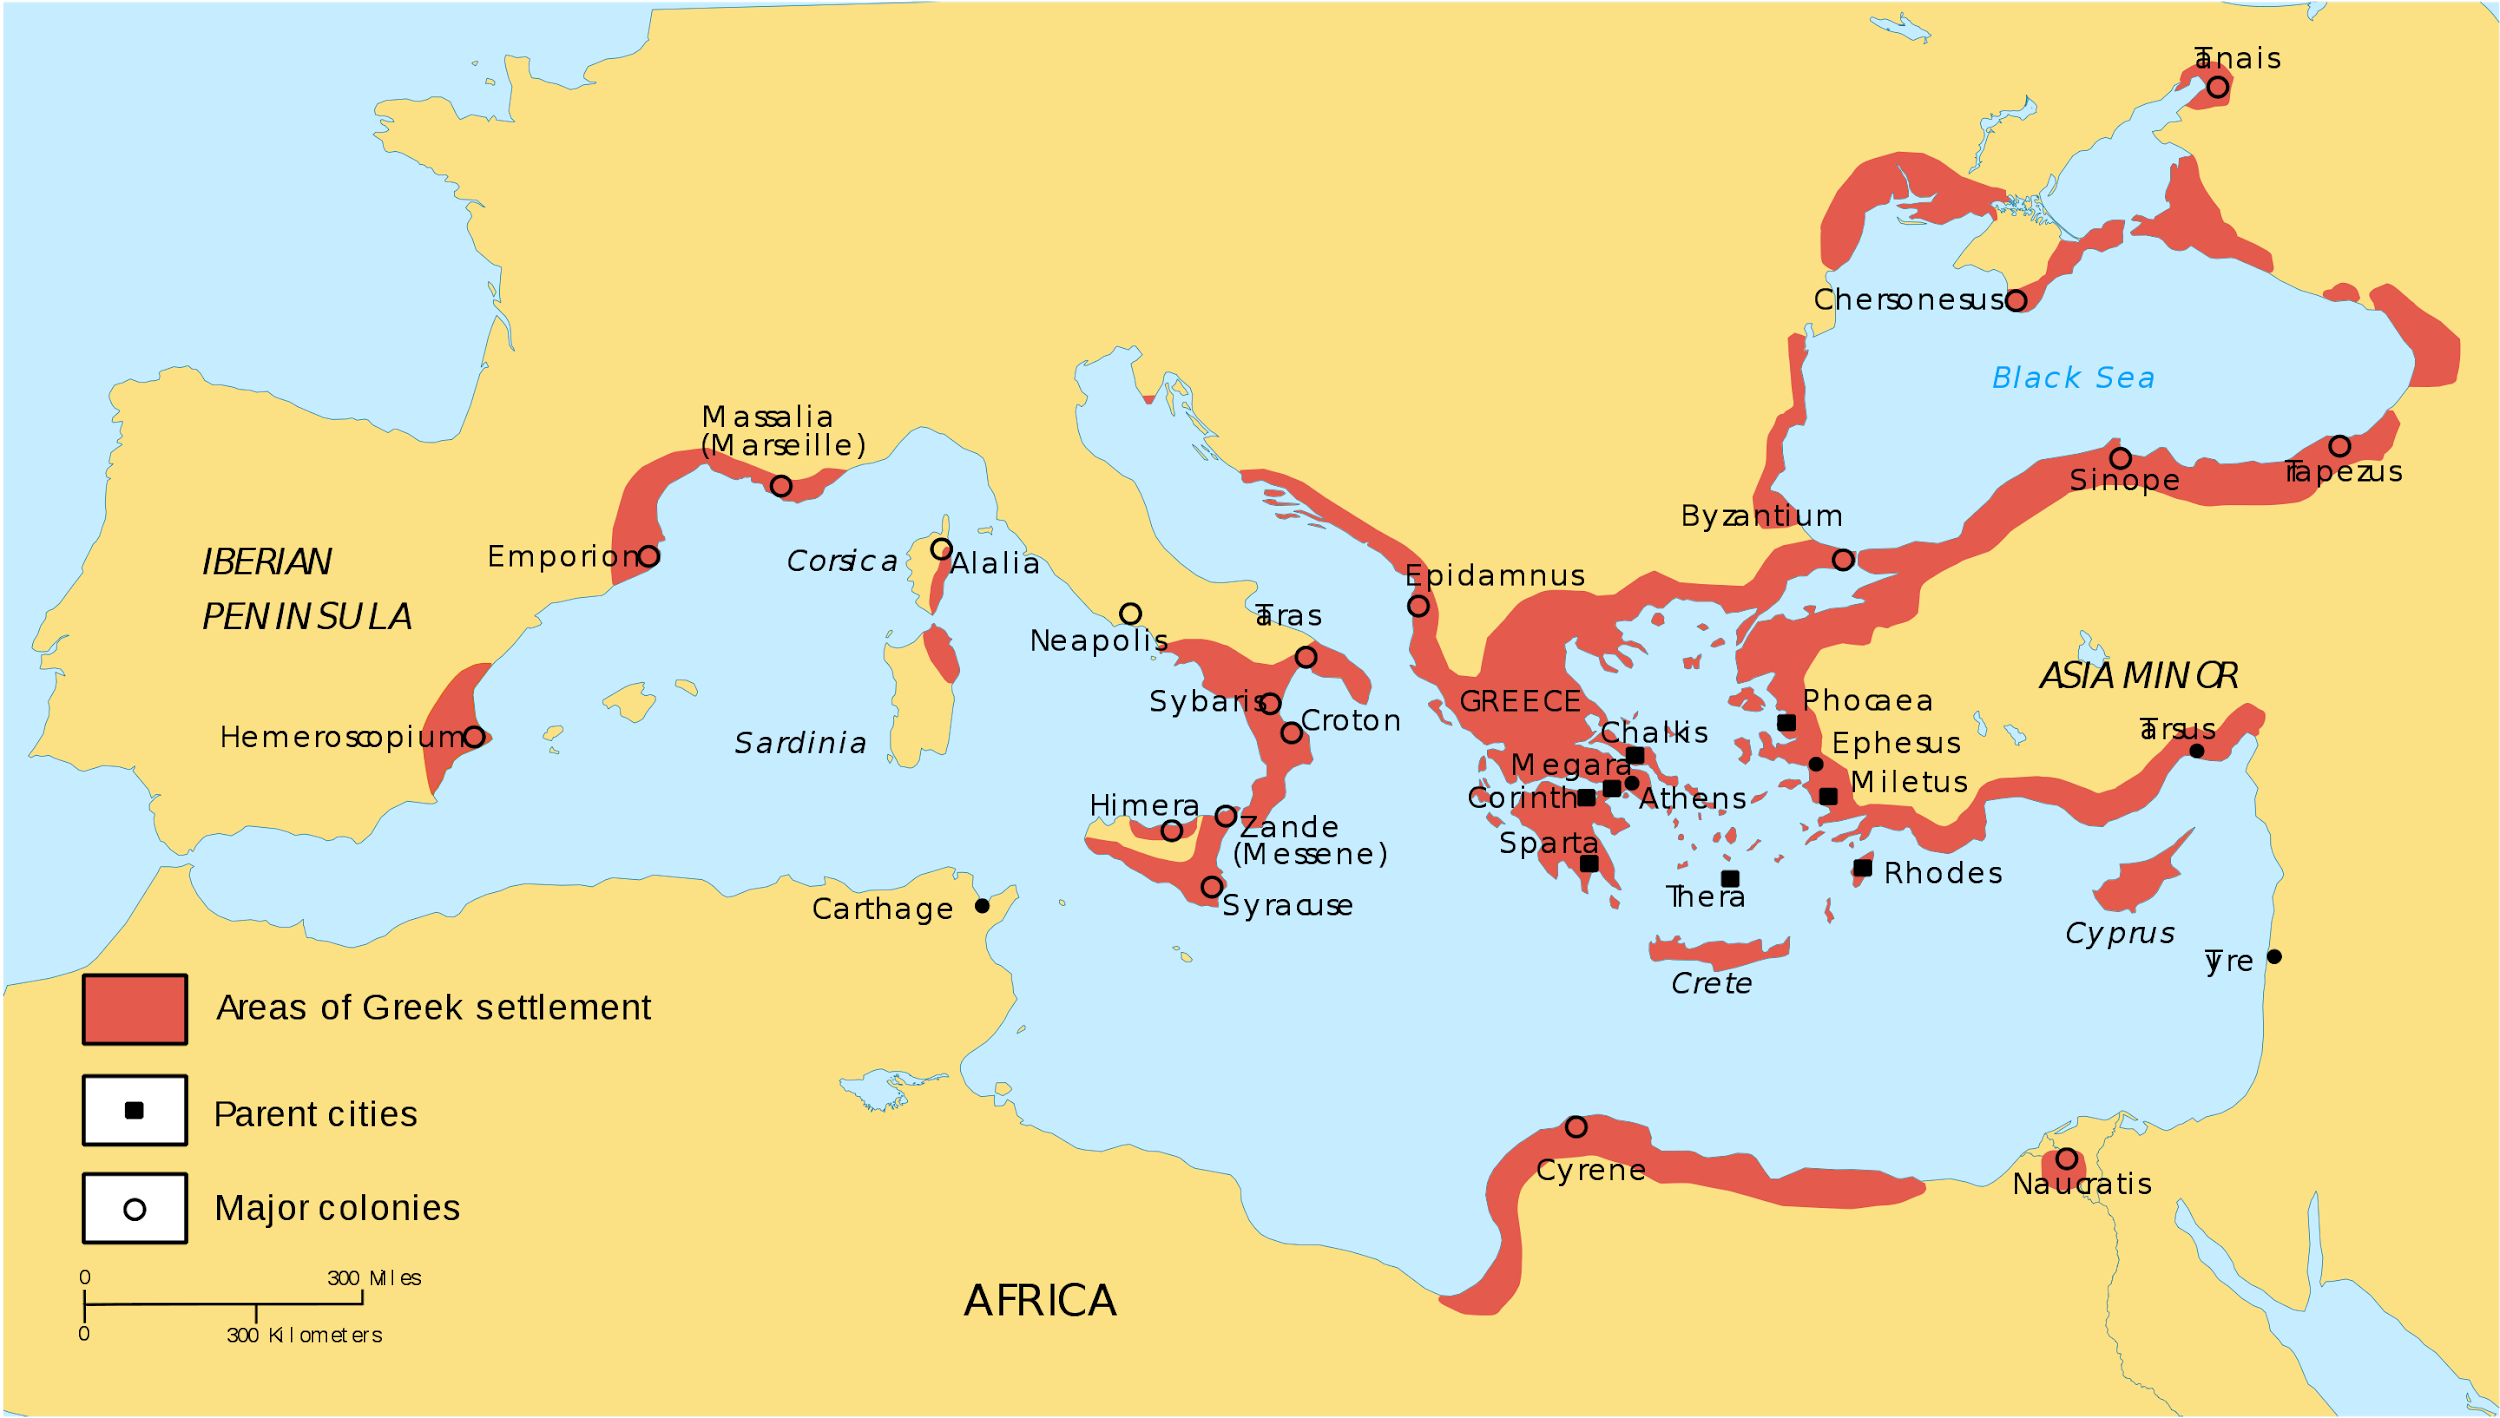 Tanais
Chersonesus
Black Sea
Massalia
(Marseille)
Sinope
Trapezus
Byzantium
Emporion
Corsica
Alalia
IBERIAN
PENINSULA
Epidamnus
Taras
Neapolis
ASIA MINOR
Sybaris
GREECE
Phocaea
Croton
Chalkis
Tarsus
Hemeroscopium
Sardinia
Ephesus
Megara
Miletus
Himera
Corinth
Athens
Zancle
(Messene)
Sparta
Rhodes
Thera
Carthage
Syracuse
Cyprus
Tyre
Crete
Areas of Greek settlement
Parent cities
Cyrene
Naucratis
Major colonies
0 300 Miles
0 300 Kilometers
AFRICA